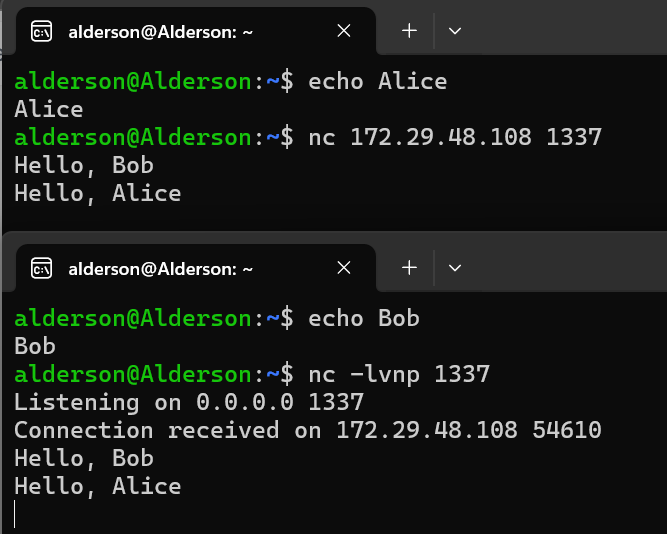 alderson@Alderson: ~
alderson@Alderson:~$ echo Alice
Alice
alderson@Alderson:~$ nc 172.29.48.108 1337
Hello, Bob
Hello, Alice
alderson@Alderson: ~
alderson@Alderson:~$ echo Bob
Bob
alderson@Alderson:~$ nc -lvnp 1337
Listening on 0.0.0.0 1337
Connection received on 172.29.48.108 54610
Hello, Bob
Hello, Alice